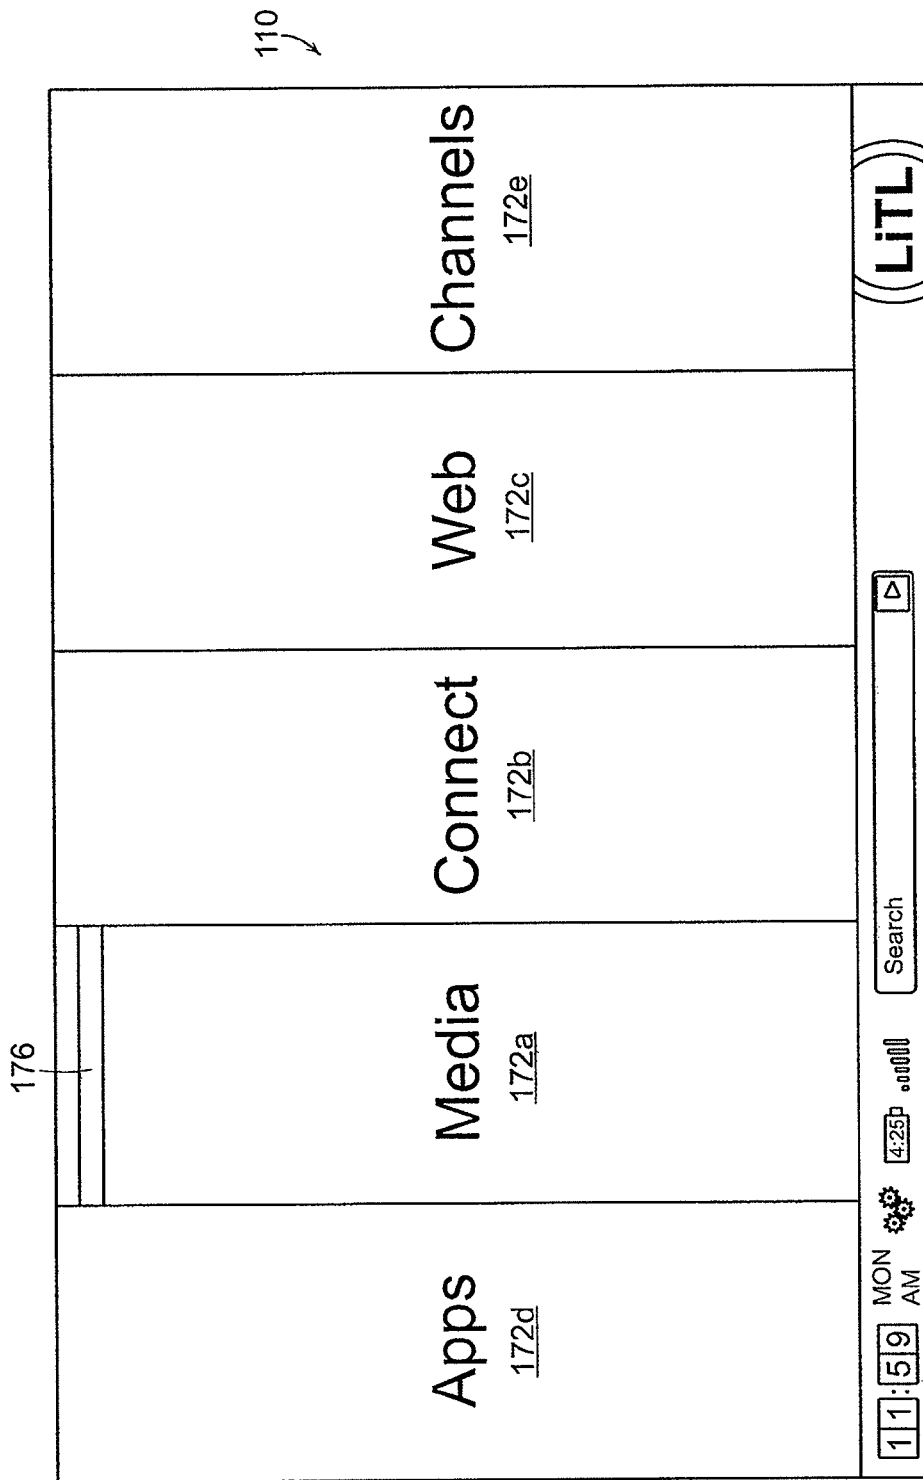 110
176
Apps
Media
Connect
Web
Channels
172d
172a
172b
172c
172e
11:59 MON AM
4:25
Search
LiTL